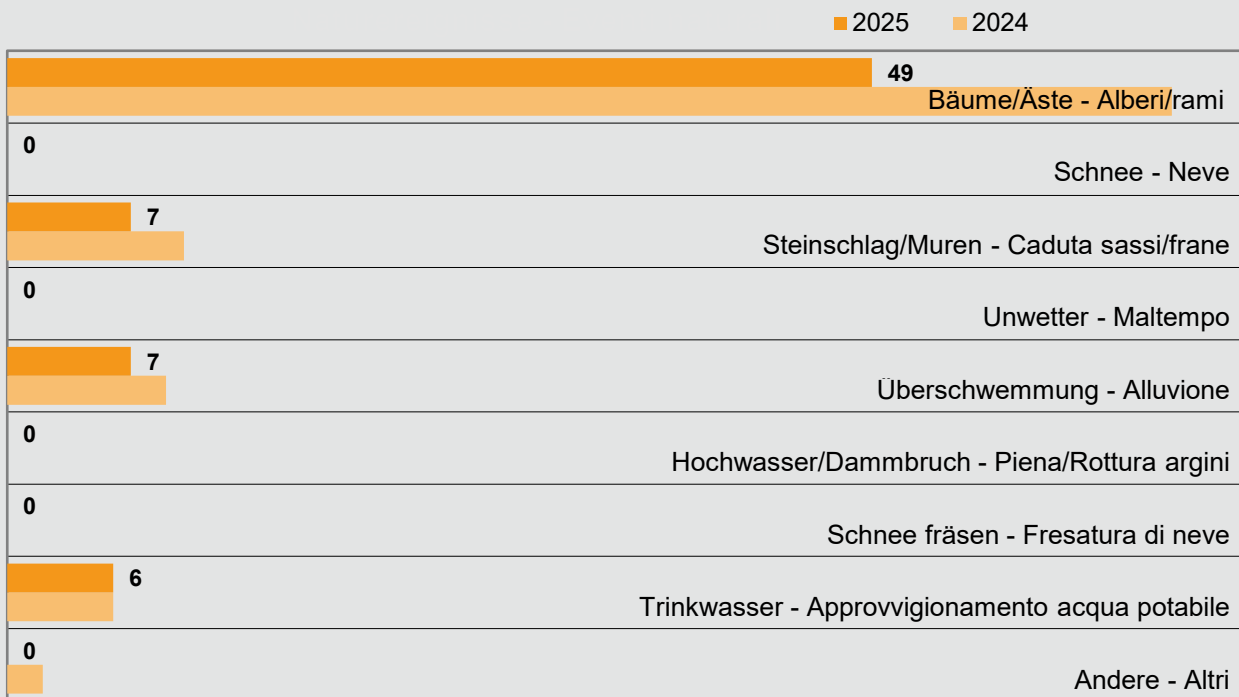 2025 2024
49
Bäume/Äste - Alberi/rami
0
Schnee - Neve
7
Steinschlag/Muren - Caduta sassi/frane
0
Unwetter - Maltempo
7
Überschwemmung - Alluvione
0
Hochwasser/Dammbruch - Piena/Rottura argini
0
Schnee fräsen - Fresatura di neve
6
Trinkwasser - Approvvigionamento acqua potabile
0
Andere - Altri